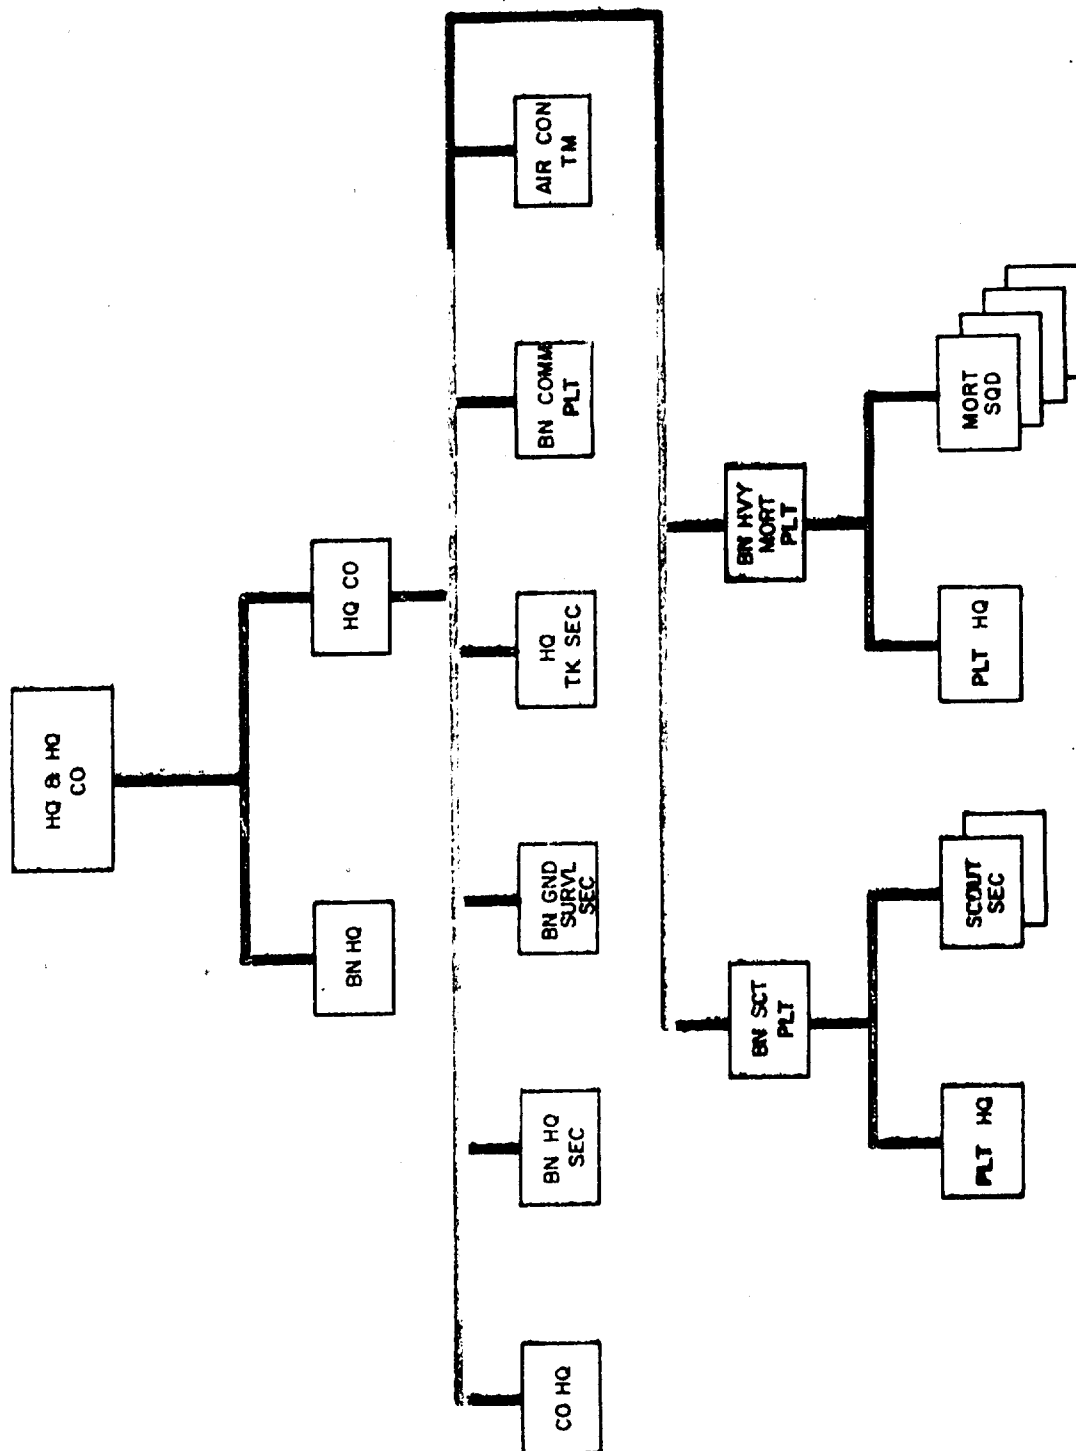 HQ & HQ
CO
BN HQ
HQ CO
CO HQ
BN HQ
SEC
BN GND
SURVL
SEC
HQ
TK SEC
BN COMM
PLT
AIR CON
TM
BN SCT
PLT
BN HVY
MORT
PLT
PLT HQ
SCOUT
SEC
PLT HQ
MORT
SQD